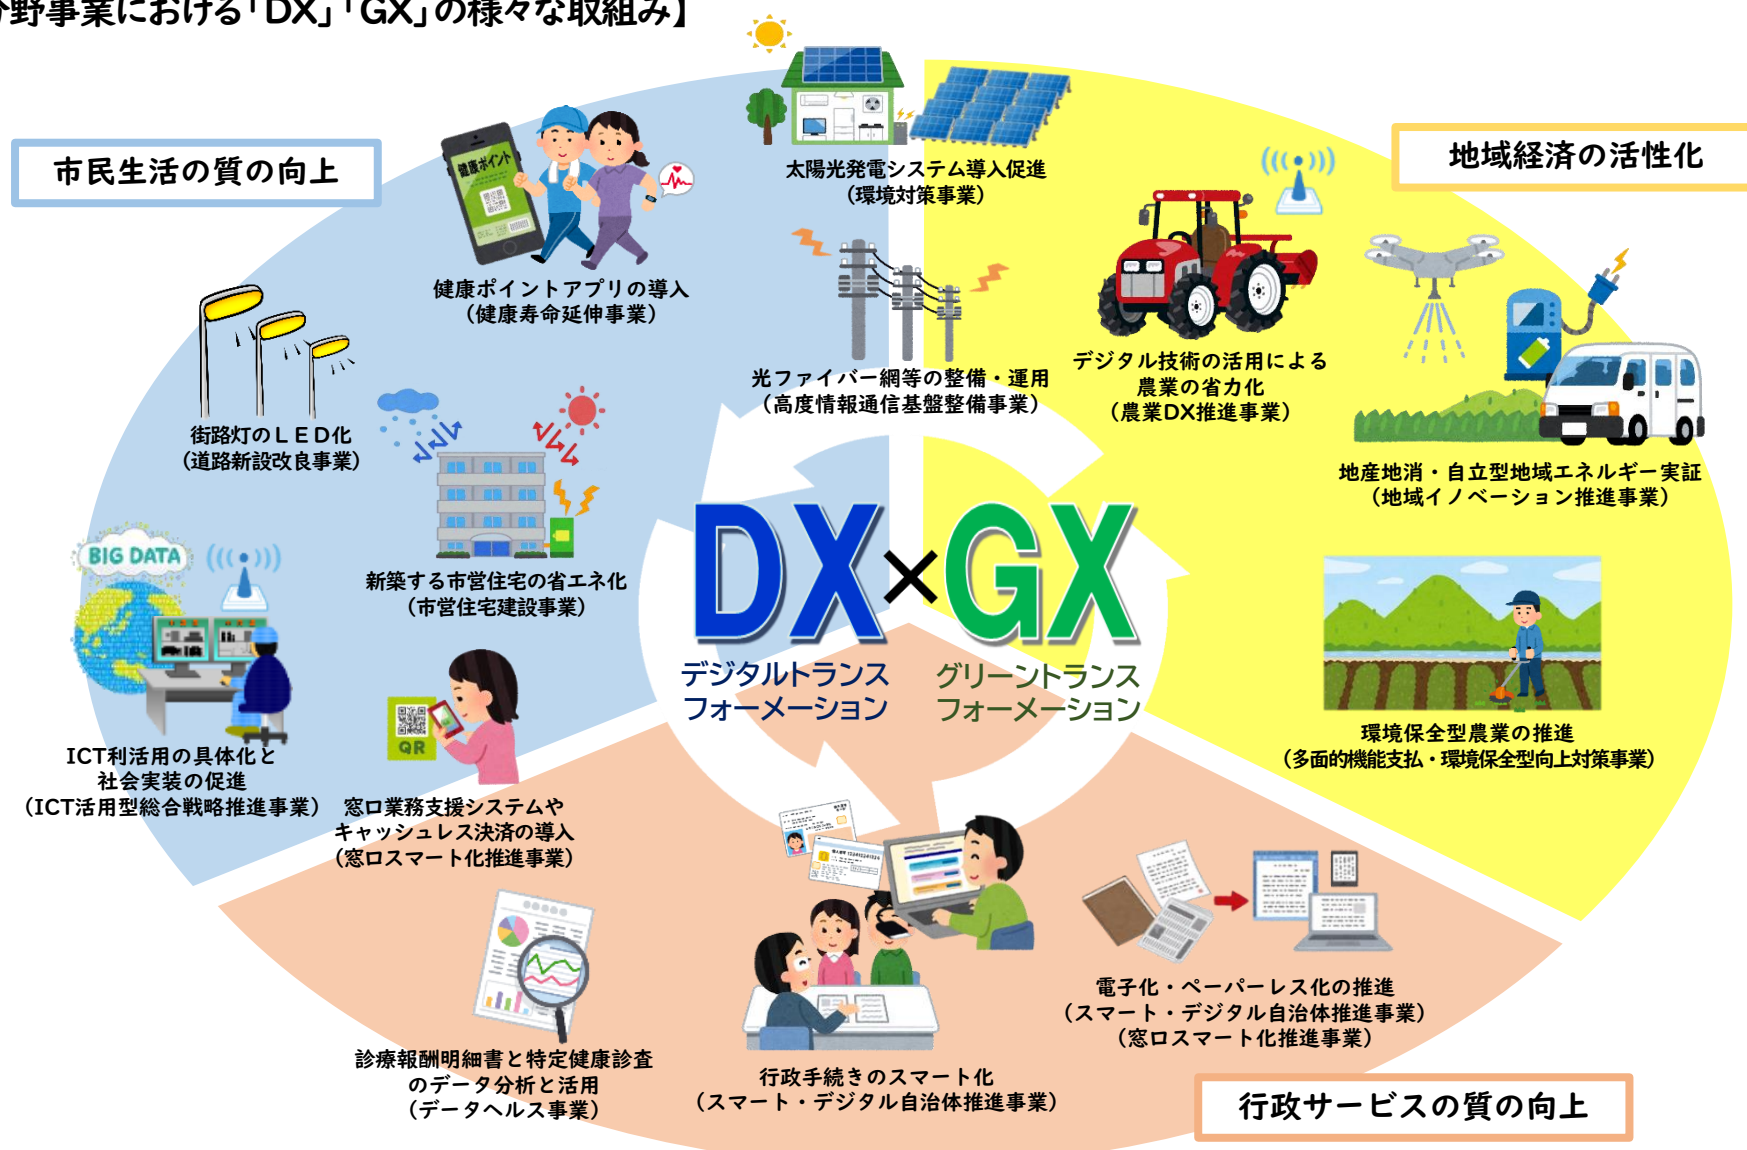 野事業における「DX」「GX」の様々な取組み】
市民生活の質の向上
地域経済の活性化
太陽光発電システム導入促進
（環境対策事業）
健康ポイント
健康ポイントアプリの導入
（健康寿命延伸事業）
光ファイバー網等の整備・運用
（高度情報通信基盤整備事業）
デジタル技術の活用による
農業の省力化
（農業DX推進事業）
街路灯のＬＥＤ化
（道路新設改良事業）
地産地消・自立型地域エネルギー実証
（地域イノベーション推進事業）
新築する市営住宅の省エネ化
（市営住宅建設事業）
BIG DATA
DX×GX
デジタルトランス
フォーメーション
グリーントランス
フォーメーション
環境保全型農業の推進
（多面的機能支払・環境保全型向上対策事業）
ICT利活用の具体化と
社会実装の促進
（ICT活用型総合戦略推進事業）
QR
窓口業務支援システムや
キャッシュレス決済の導入
（窓口スマート化推進事業）
診療報酬明細書と特定健康診査
のデータ分析と活用
（データヘルス事業）
行政手続きのスマート化
（スマート・デジタル自治体推進事業）
電子化・ペーパーレス化の推進
（スマート・デジタル自治体推進事業）
（窓口スマート化推進事業）
行政サービスの質の向上